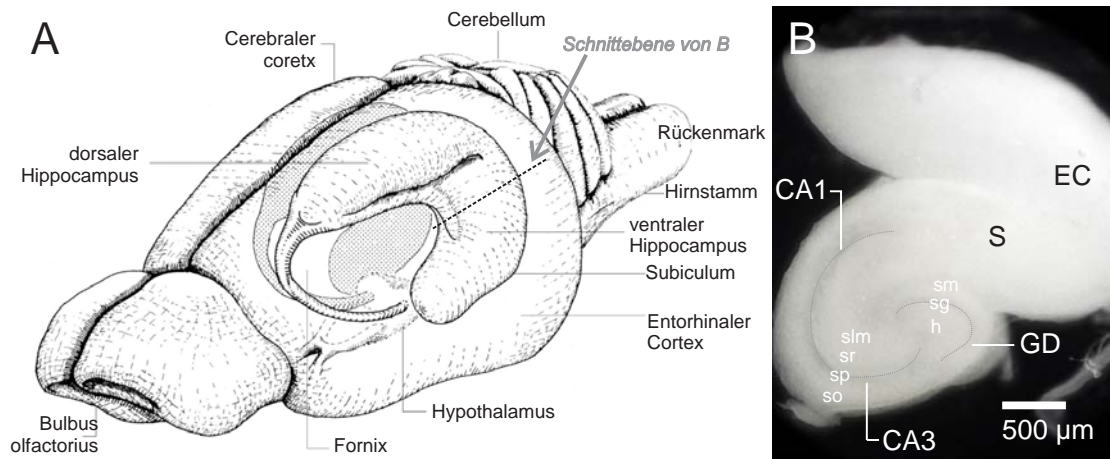 A
Cerebraler
coretx
Cerebellum
Schnittebene von B
dorsaler
Hippocampus
Rückenmark
Hirnstamm
ventraler
Hippocampus
Subiculum
Entorhinaler
Cortex
Hypothalamus
Fornix
Bulbus
olfactorius
B
EC
CA1
S
sm
sg
h
slm
sr
sp
so
GD
CA3
500 µm